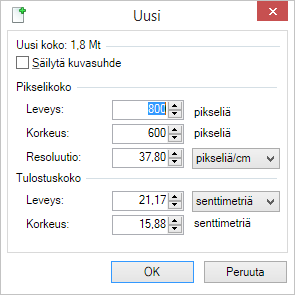 Uusi
Uusi koko: 1,8 Mt
Säilytä kuvasuhde
Pikselikoko
Leveys: 800 pikseliä
Korkeus: 600 pikseliä
Resoluutio: 37,80 pikseliä/cm
Tulostuskoko
Leveys: 21,17 senttimetriä
Korkeus: 15,88 senttimetriä
OK Peruuta